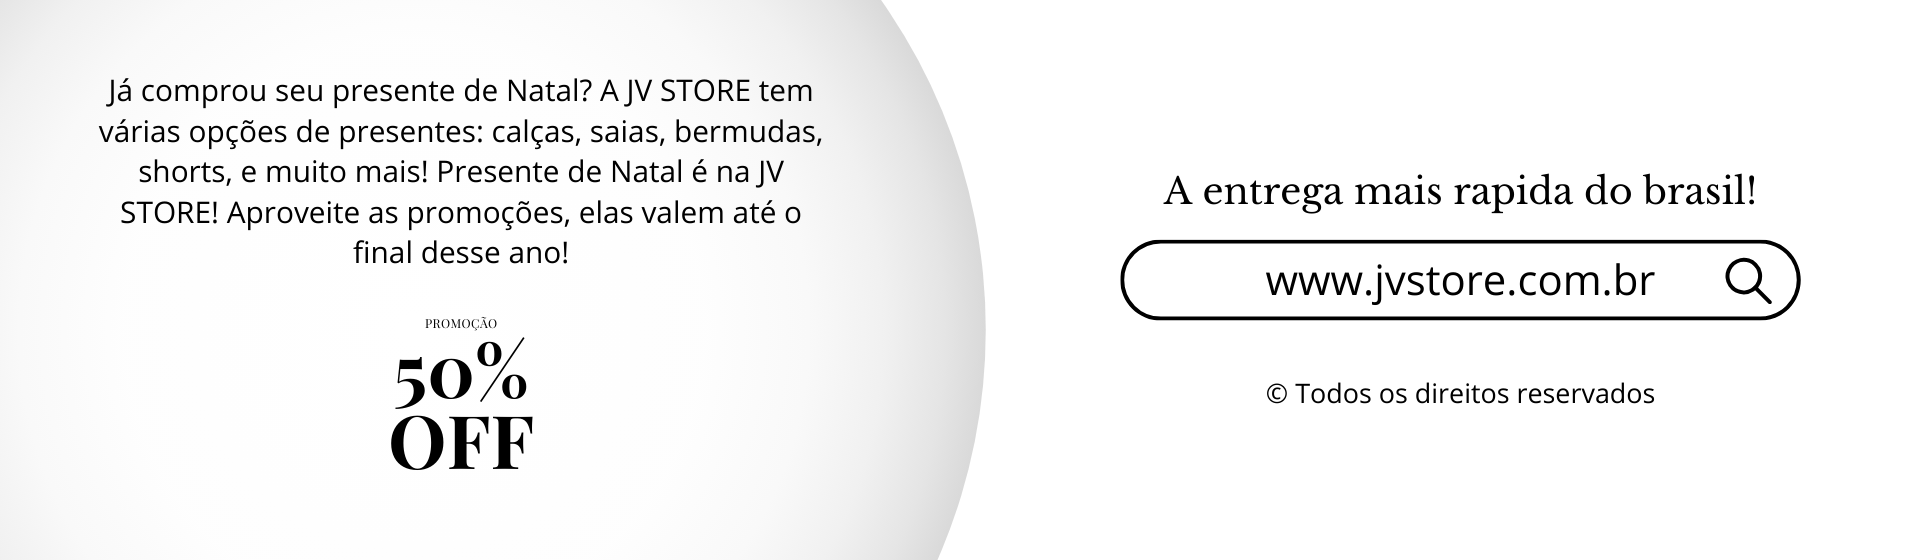 Já comprou seu presente de Natal? A JV STORE tem
várias opções de presentes: calças, saias, bermudas,
shorts, e muito mais! Presente de Natal é na JV
STORE! Aproveite as promoções, elas valem até o
final desse ano!
PROMOÇÃO
50%
OFF
A entrega mais rapida do brasil!
www.jvstore.com.br
© Todos os direitos reservados